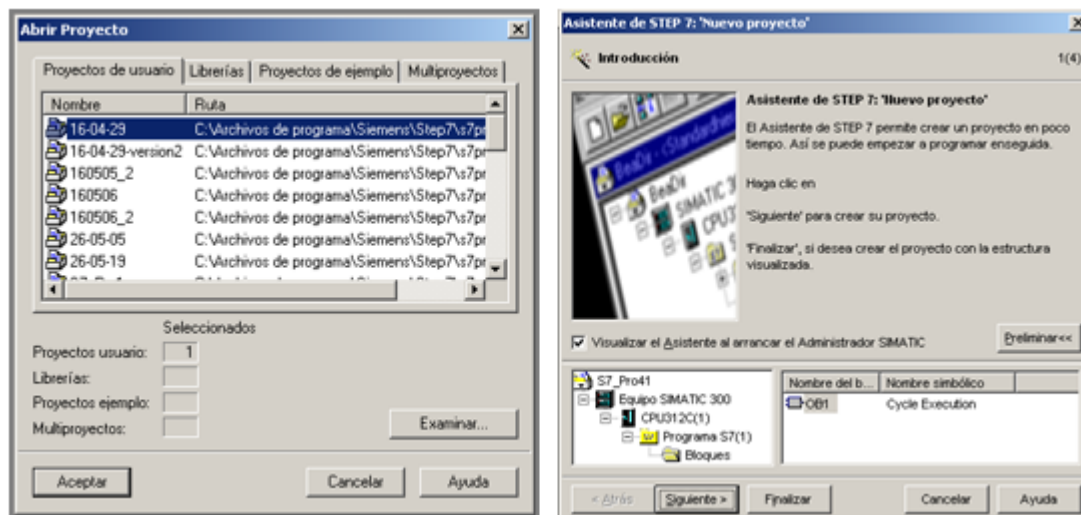 Abrir Proyecto
Proyectos de usuario Librerías Proyectos de ejemplo Multiproyectos
Nombre Ruta
16-04-29 C:\Archivos de programa\Siemens\Step7\s7pr
16-04-29-version2 C:\Archivos de programa\Siemens\Step7\s7pr
160505_2 C:\Archivos de programa\Siemens\Step7\s7pr
160506 C:\Archivos de programa\Siemens\Step7\s7pr
160506_2 C:\Archivos de programa\Siemens\Step7\s7pr
26-05-05 C:\Archivos de programa\Siemens\Step7\s7pr
26-05-19 C:\Archivos de programa\Siemens\Step7\s7pr
Seleccionados
Proyectos usuario: 1
Librerías:
Proyectos ejemplo:
Multiproyectos:
Examinar...
Aceptar Cancelar Ayuda
Asistente de STEP 7: 'Nuevo proyecto'
Introducción 1(4)
BeaDir - <Standardhier
BeaDir
SIMATIC 30
CPU3
Asistente de STEP 7: 'Nuevo proyecto'
El Asistente de STEP 7 permite crear un proyecto en poco
tiempo. Así se puede empezar a programar enseguida.
Haga clic en
'Siguiente' para crear su proyecto.
'Finalizar', si desea crear el proyecto con la estructura
visualizada.
Visualizar el Asistente al arrancar el Administrador SIMATIC
Preliminar<<
S7_Pro41
Equipo SIMATIC 300
CPU312C(1)
Programa S7(1)
Bloques
Nombre del b... Nombre simbólico
OB1 Cycle Execution
< Atrás Siguiente > Finalizar Cancelar Ayuda